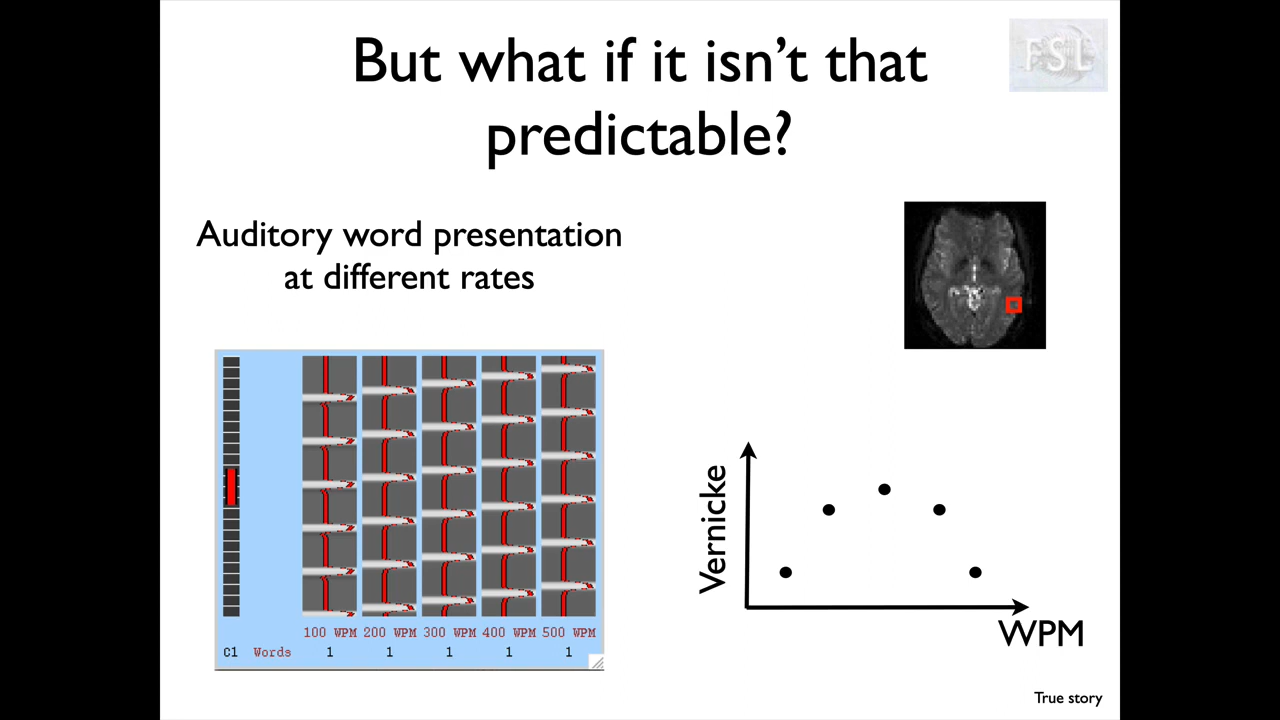 But what if it isn't that
predictable?
FSL
Auditory word presentation
at different rates
100 WPM 200 WPM 300 WPM 400 WPM 500 WPM
C1 Words 1 1 1 1 1
Vernicke
WPM
True story